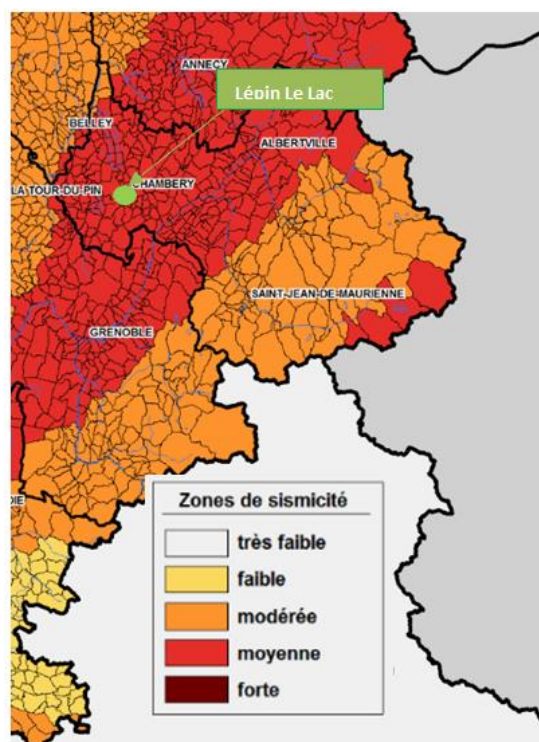 ANNECY
Lépin Le Lac
BELLEY
ALBERTVILLE
LA TOUR-DU-PIN
CHAMBERY
SAINT-JEAN-DE-MAURIENNE
GRENOBLE
DIE
Zones de sismicité
très faible
faible
modérée
moyenne
forte